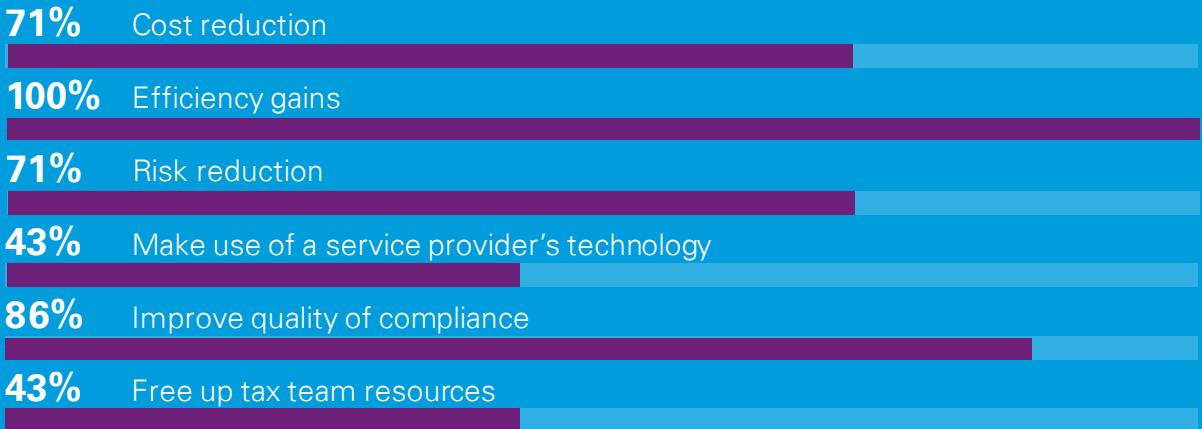 71% Cost reduction
100% Efficiency gains
71% Risk reduction
43% Make use of a service provider’s technology
86% Improve quality of compliance
43% Free up tax team resources